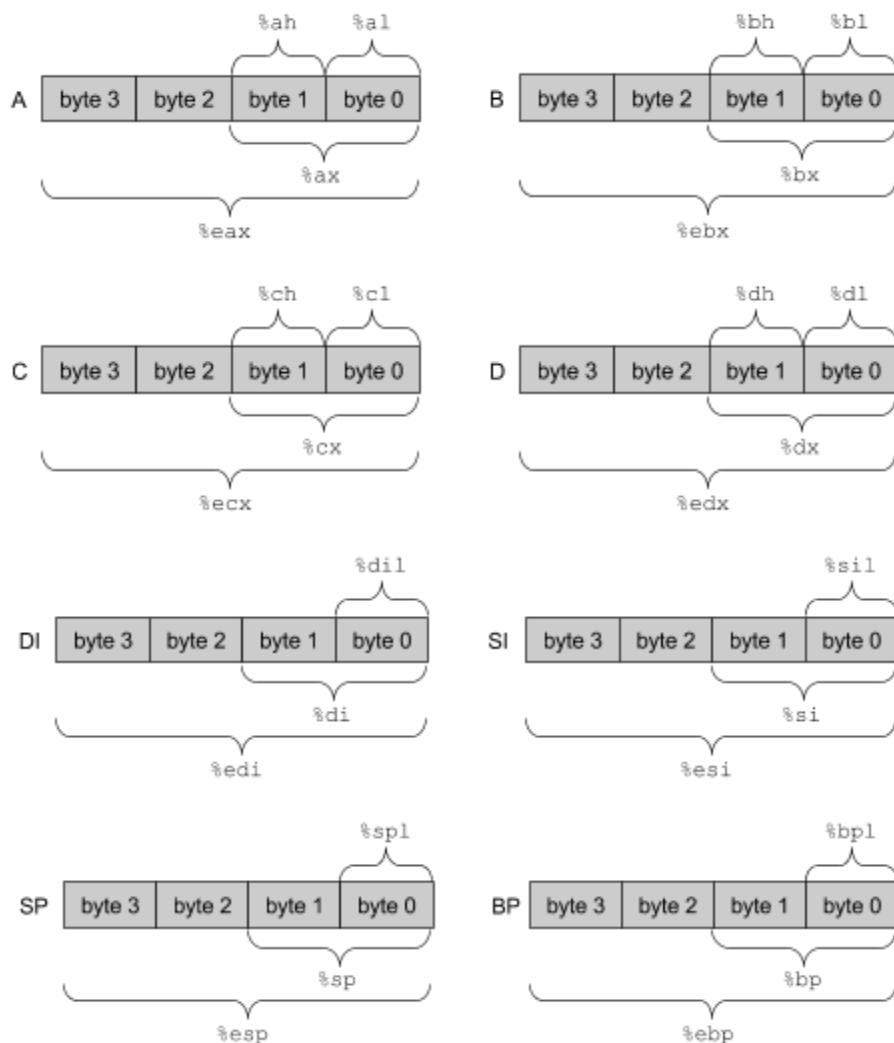 %ah %al %bh %bl
A byte 3 byte 2 byte 1 byte 0 B byte 3 byte 2 byte 1 byte 0
%ax %bx
%eax %ebx
%ch %cl %dh %dl
C byte 3 byte 2 byte 1 byte 0 D byte 3 byte 2 byte 1 byte 0
%cx %dx
%ecx %edx
%dil %sil
DI byte 3 byte 2 byte 1 byte 0 SI byte 3 byte 2 byte 1 byte 0
%di %si
%edi %esi
%spl %bpl
SP byte 3 byte 2 byte 1 byte 0 BP byte 3 byte 2 byte 1 byte 0
%sp %bp
%esp %ebp